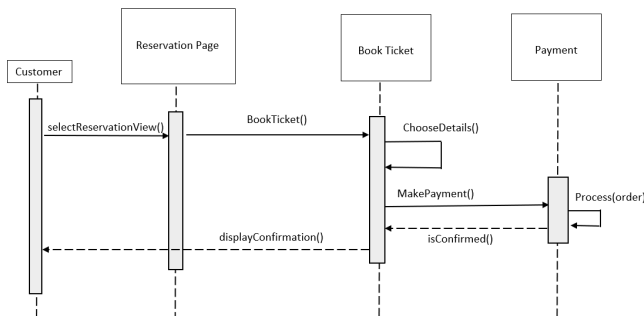 Reservation Page
Book Ticket
Payment
Customer
selectReservationView()
BookTicket()
ChooseDetails()
MakePayment()
Process(order)
displayConfirmation()
isConfirmed()